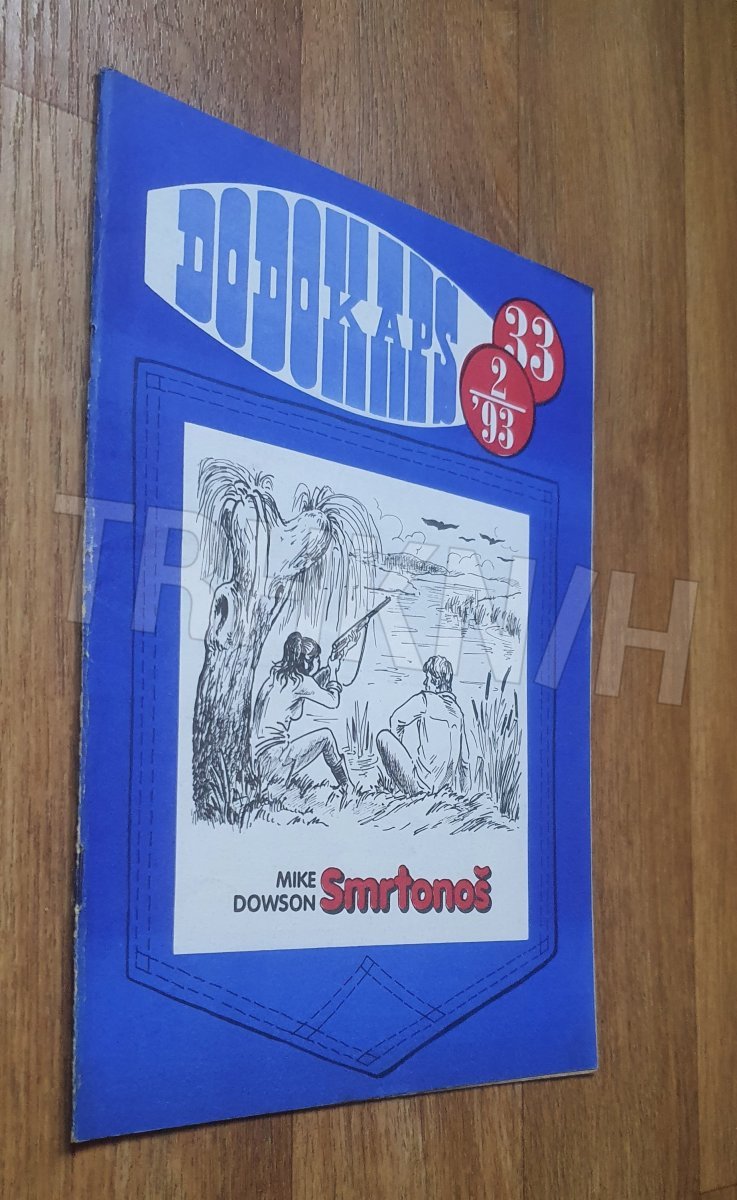 DODOKAPS
33
2
'93
TRHKNIH
MIKE
DOWSON
Smrtonoš